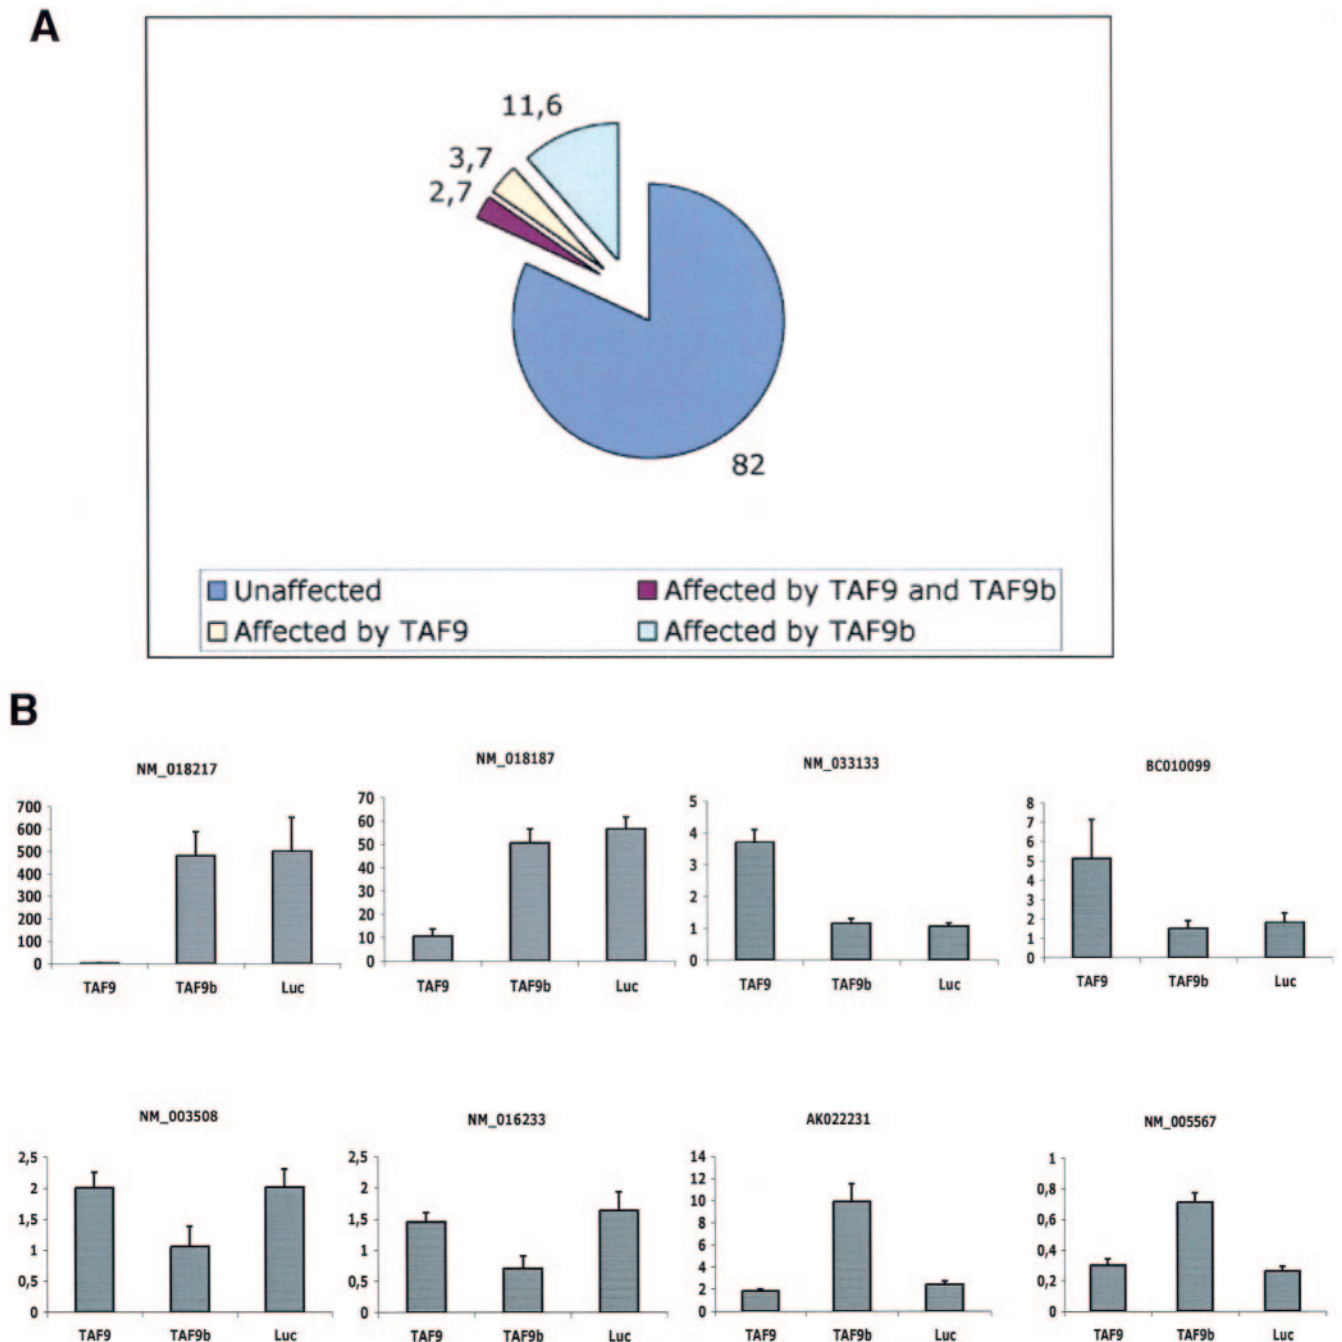 A
11,6
3,7
2,7
82
Unaffected
Affected by TAF9 and TAF9b
Affected by TAF9
Affected by TAF9b
B
NM_018217
700
600
500
400
300
200
100
0
TAF9 TAF9b Luc
NM_018187
70
60
50
40
30
20
10
0
TAF9 TAF9b Luc
NM_033133
5
4
3
2
1
0
TAF9 TAF9b Luc
BC010099
8
7
6
5
4
3
2
1
0
TAF9 TAF9b Luc
NM_003508
2,5
2
1,5
1
0,5
0
TAF9 TAF9b Luc
NM_016233
2,5
2
1,5
1
0,5
0
TAF9 TAF9b Luc
AK022231
14
12
10
8
6
4
2
0
TAF9 TAF9b Luc
NM_005567
1
0,8
0,6
0,4
0,2
0
TAF9 TAF9b Luc